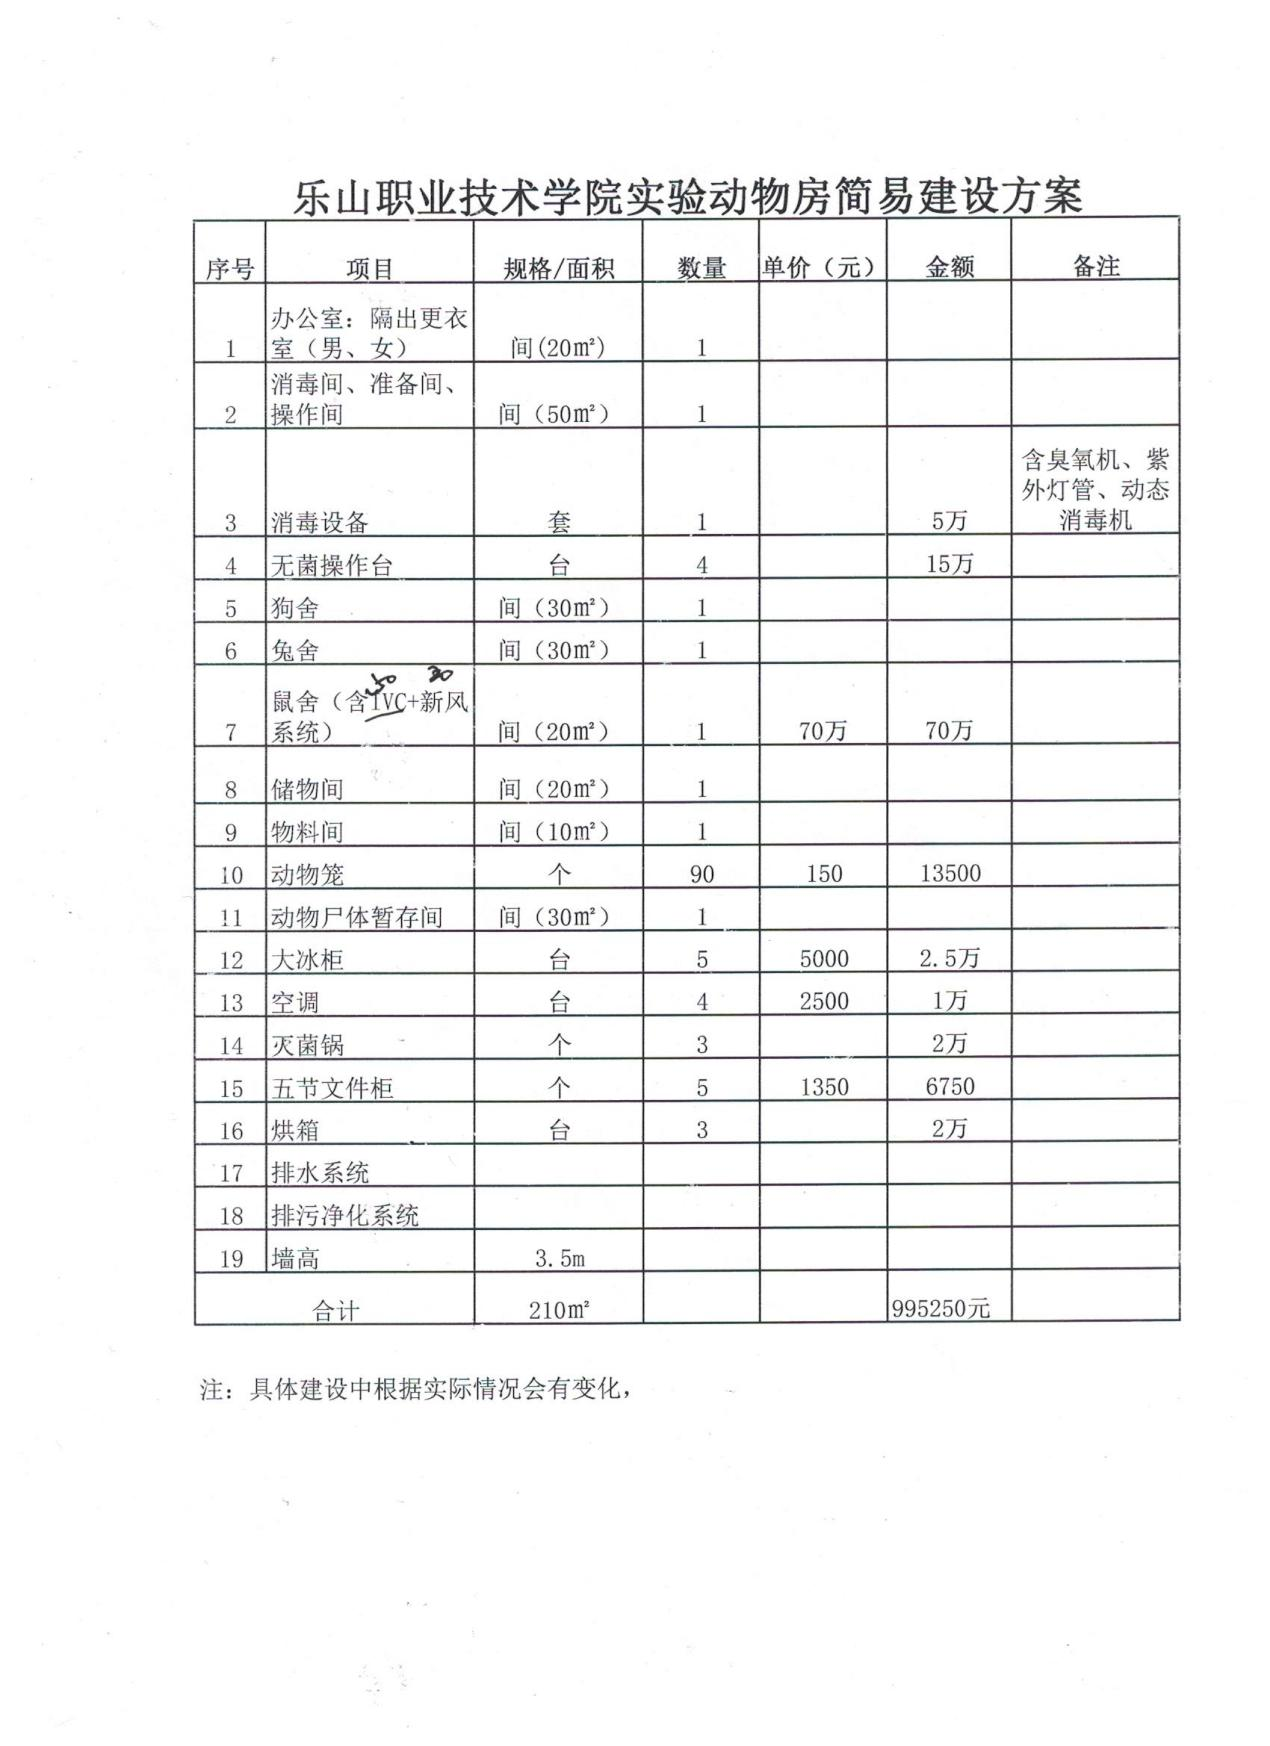 乐山职业技术学院实验动物房简易建设方案
序号 项目 规格/面积 数量 单价（元） 金额 备注
1 办公室：隔出更衣室（男、女） 间(20㎡) 1
2 消毒间、准备间、操作间 间（50㎡） 1
3 消毒设备 套 1 5万 含臭氧机、紫外灯管、动态消毒机
4 无菌操作台 台 4 15万
5 狗舍 间（30㎡） 1
6 兔舍 间（30㎡） 1
30
7 鼠舍（含IVC+新风系统） 间（20㎡） 1 70万 70万
8 储物间 间（20㎡） 1
9 物料间 间（10㎡） 1
10 动物笼 个 90 150 13500
11 动物尸体暂存间 间（30㎡） 1
12 大冰柜 台 5 5000 2.5万
13 空调 台 4 2500 1万
14 灭菌锅 个 3 2万
15 五节文件柜 个 5 1350 6750
16 烘箱 台 3 2万
17 排水系统
18 排污净化系统
19 墙高 3.5m
合计 210㎡ 995250元
注：具体建设中根据实际情况会有变化，